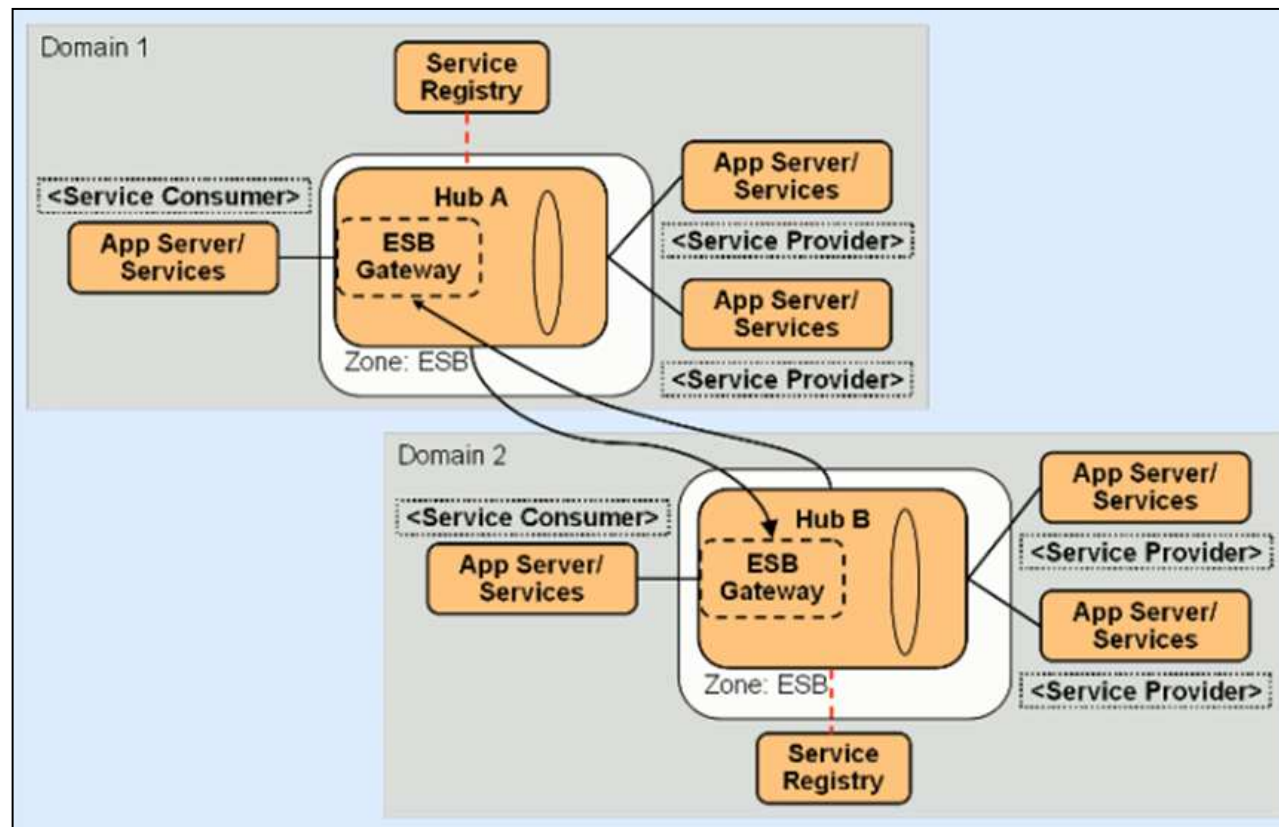 Domain 1
Service
Registry
<Service Consumer>
App Server/
Services
Hub A
ESB
Gateway
Zone: ESB
App Server/
Services
<Service Provider>
App Server/
Services
<Service Provider>
Domain 2
<Service Consumer>
App Server/
Services
Hub B
ESB
Gateway
Zone: ESB
App Server/
Services
<Service Provider>
App Server/
Services
<Service Provider>
Service
Registry